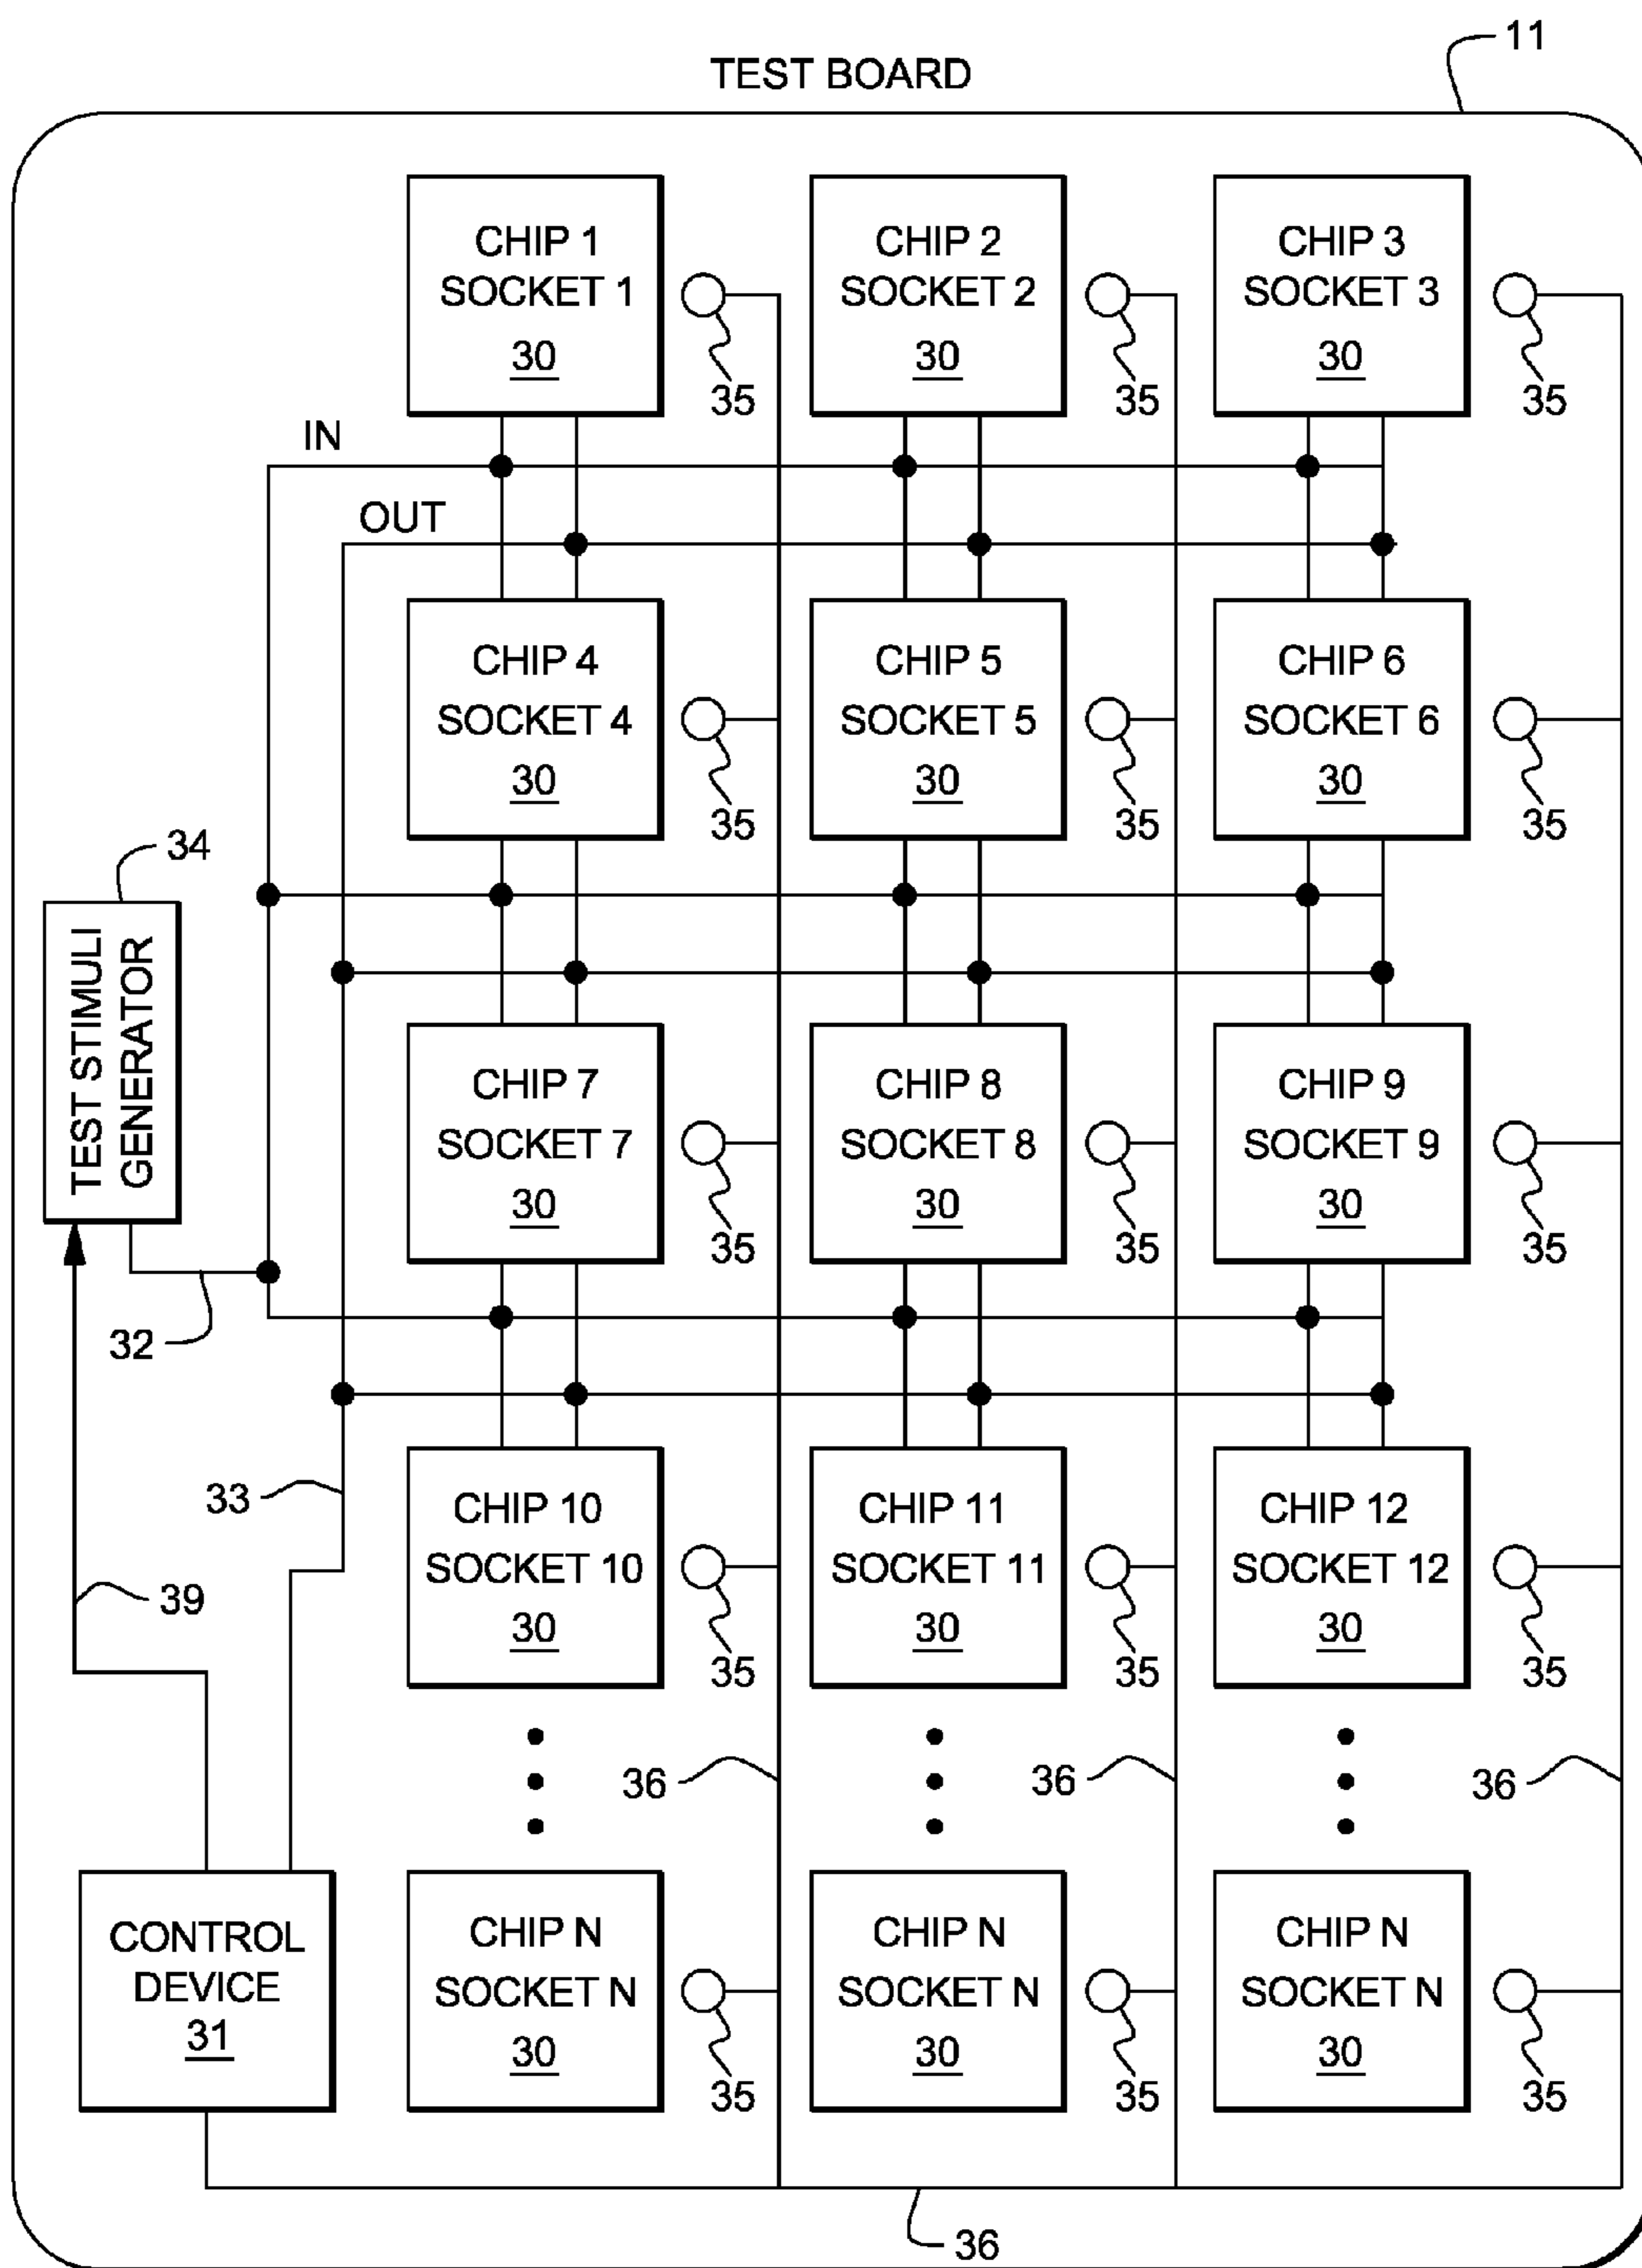 11
TEST BOARD
CHIP 1
SOCKET 1
30
35
CHIP 2
SOCKET 2
30
35
CHIP 3
SOCKET 3
30
35
IN
OUT
CHIP 4
SOCKET 4
30
35
CHIP 5
SOCKET 5
30
35
CHIP 6
SOCKET 6
30
35
34
TEST STIMULI
GENERATOR
CHIP 7
SOCKET 7
30
35
CHIP 8
SOCKET 8
30
35
CHIP 9
SOCKET 9
30
35
32
33
39
CHIP 10
SOCKET 10
30
35
CHIP 11
SOCKET 11
30
35
CHIP 12
SOCKET 12
30
35
36
36
36
CONTROL
DEVICE
31
CHIP N
SOCKET N
30
35
CHIP N
SOCKET N
30
35
CHIP N
SOCKET N
30
35
36